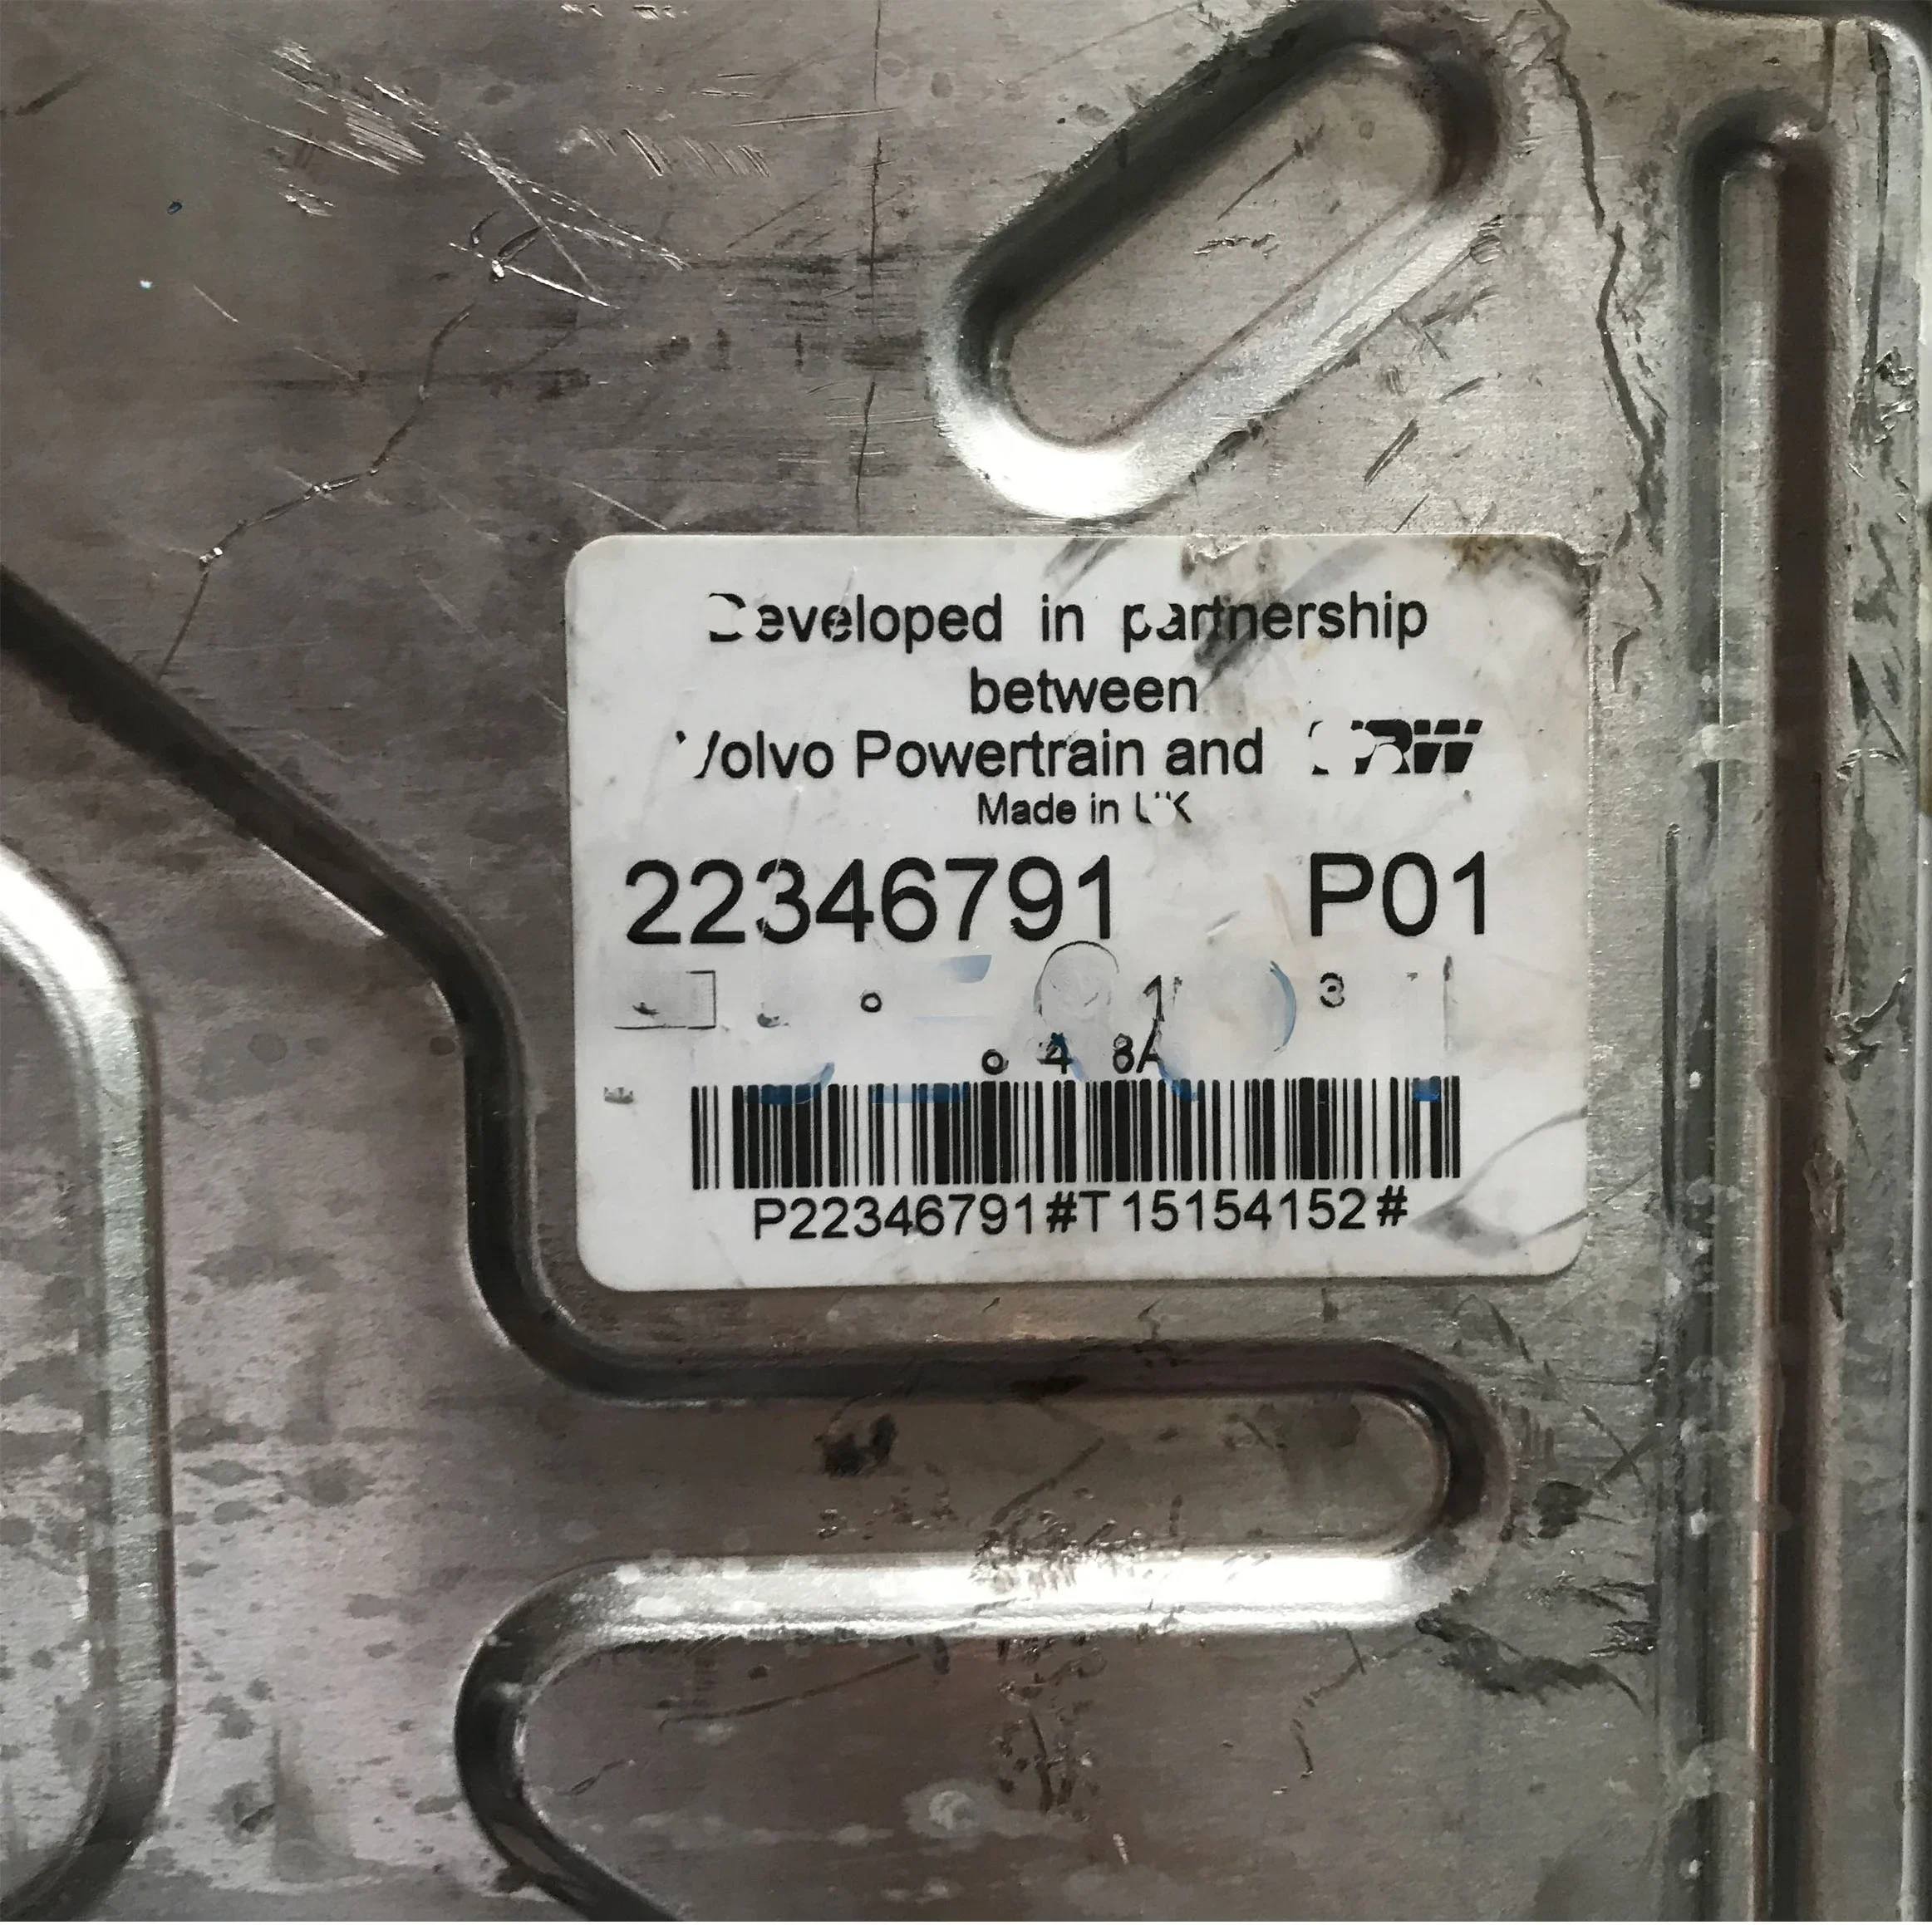 Developed in partnership
between
Volvo Powertrain and TRW
Made in UK
22346791 P01
P22346791#T15154152#